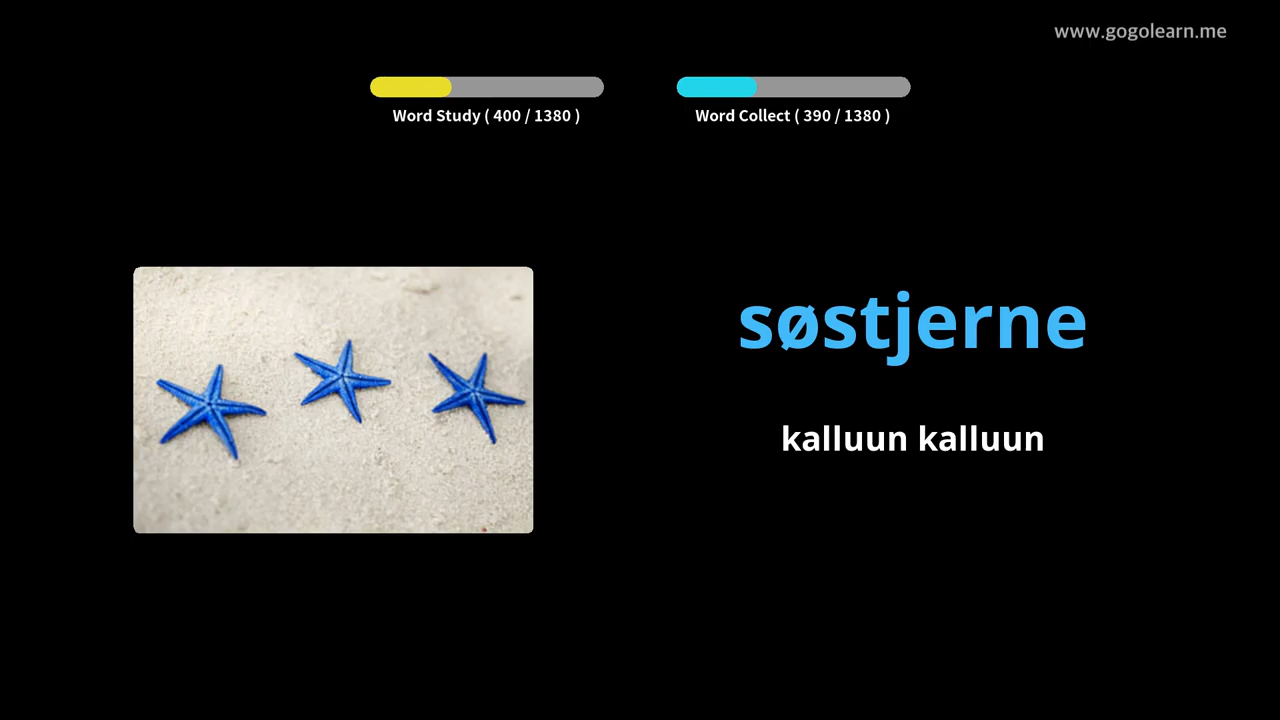 www.gogolearn.me
Word Study ( 400 / 1380 )
Word Collect ( 390 / 1380 )
søstjerne
kalluun kalluun